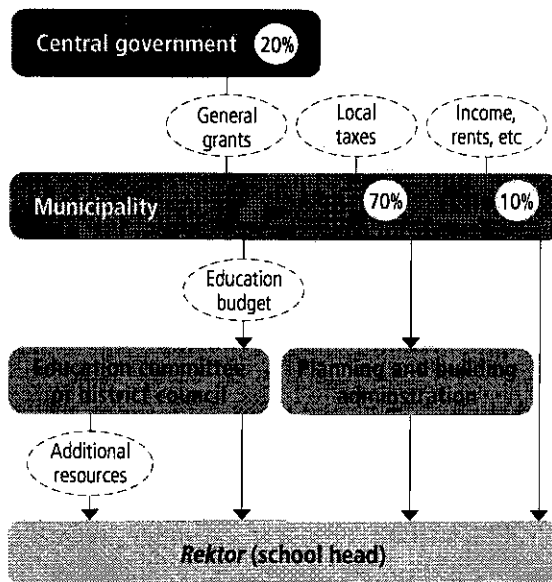 Central government 20%
General
grants
Local
taxes
Income,
rents, etc
Municipality 70% 10%
Education
budget
Education committee
of district council
Planning and building
adminstration
Additional
resources
Rektor (school head)